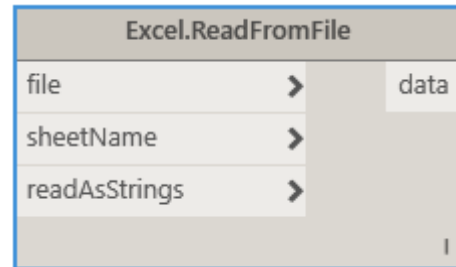 Excel.ReadFromFile
file > data
sheetName >
readAsStrings >
l